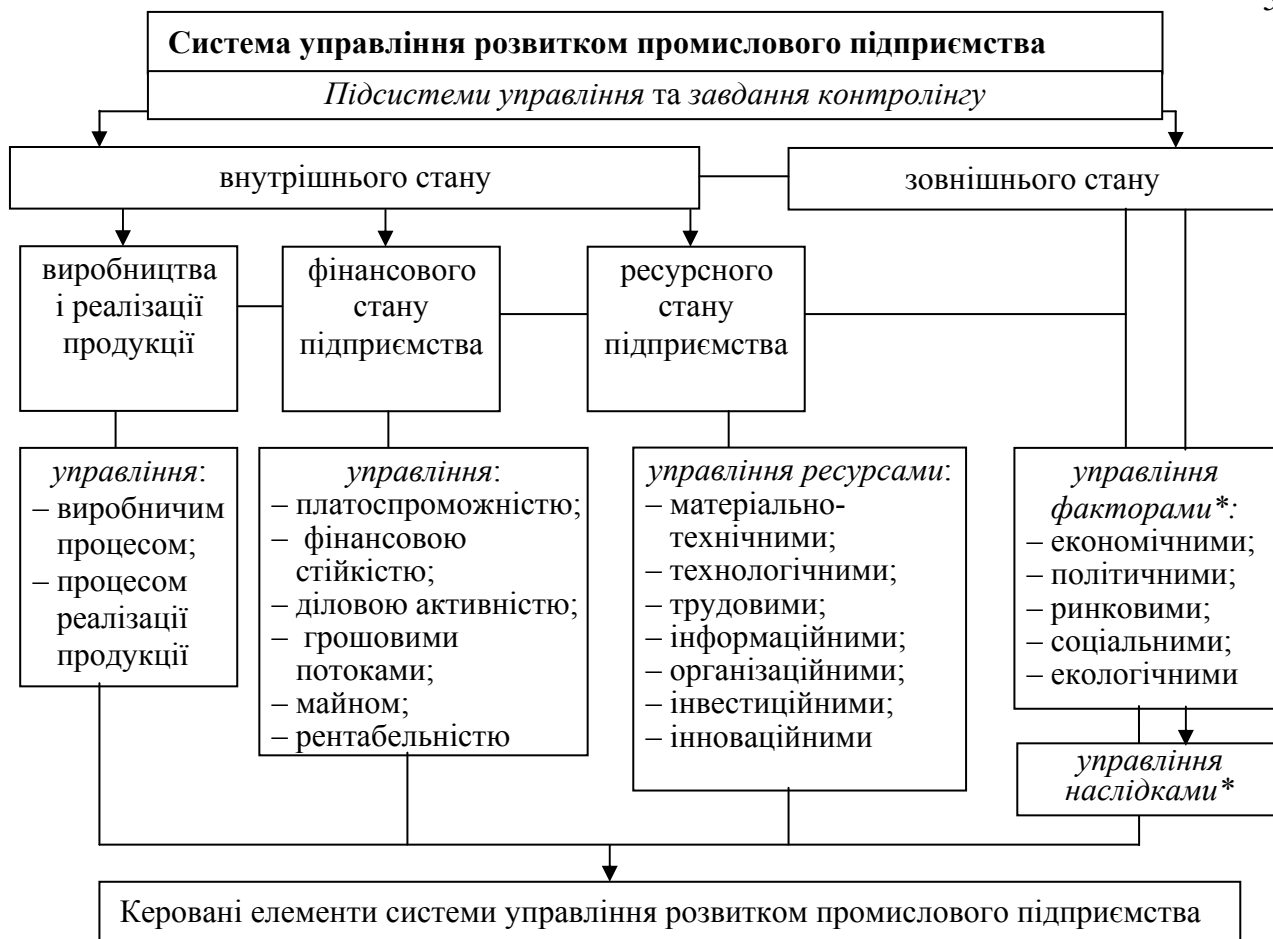 Система управління розвитком промислового підприємства
Підсистеми управління та завдання контролінгу
внутрішнього стану
зовнішнього стану
виробництва
і реалізації
продукції
фінансового
стану
підприємства
ресурсного
стану
підприємства
управління:
– виробничим
процесом;
– процесом
реалізації
продукції
управління:
– платоспроможністю;
– фінансовою
стійкістю;
– діловою активністю;
– грошовими
потоками;
– майном;
– рентабельністю
управління ресурсами:
– матеріально-
технічними;
– технологічними;
– трудовими;
– інформаційними;
– організаційними;
– інвестиційними;
– інноваційними
управління
факторами*:
– економічними;
– політичними;
– ринковими;
– соціальними;
– екологічними
управління
наслідками*
Керовані елементи системи управління розвитком промислового підприємства